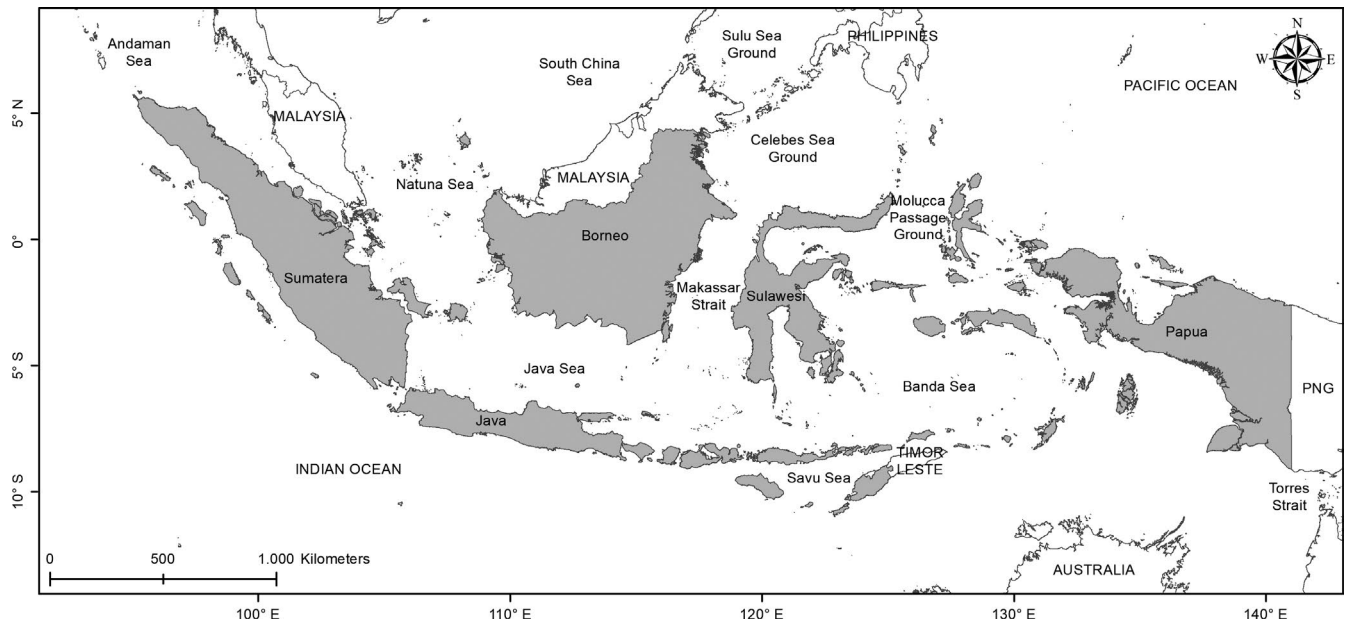 N
W
E
S
Andaman
Sea
Sulu Sea
Ground
PHILIPPINES
South China
Sea
PACIFIC OCEAN
5° N
MALAYSIA
Celebes Sea
Ground
Natuna Sea
MALAYSIA
Molucca
Passage
Ground
0°
Borneo
Sumatera
Makassar
Strait
Sulawesi
Papua
5° S
Java Sea
Banda Sea
PNG
Java
INDIAN OCEAN
TIMOR
LESTE
Savu Sea
10° S
Torres
Strait
0
500
1.000 Kilometers
AUSTRALIA
100° E
110° E
120° E
130° E
140° E